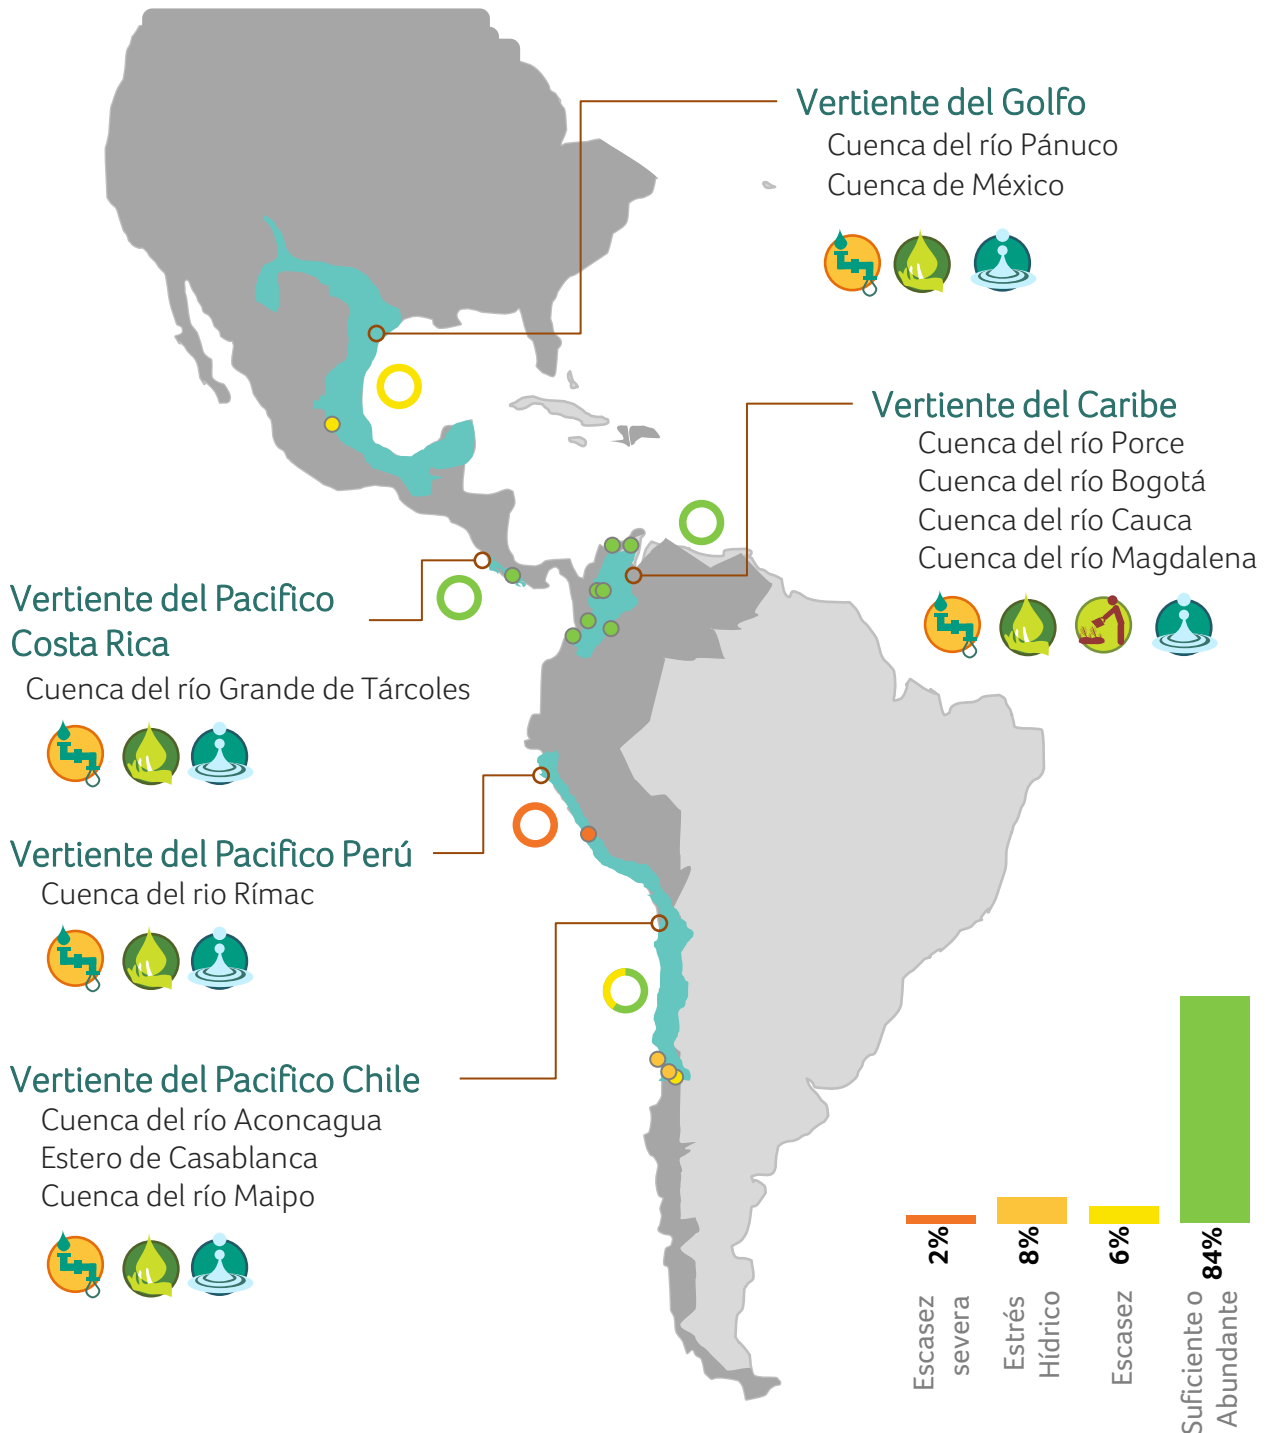 Vertiente del Golfo
Cuenca del río Pánuco
Cuenca de México
Vertiente del Caribe
Cuenca del río Porce
Cuenca del río Bogotá
Cuenca del río Cauca
Cuenca del río Magdalena
Vertiente del Pacifico
Costa Rica
Cuenca del río Grande de Tárcoles
Vertiente del Pacifico Perú
Cuenca del rio Rímac
Vertiente del Pacifico Chile
Cuenca del río Aconcagua
Estero de Casablanca
Cuenca del río Maipo
2%
8%
6%
84%
Escasez
severa
Estrés
Hídrico
Escasez
Suficiente o
Abundante